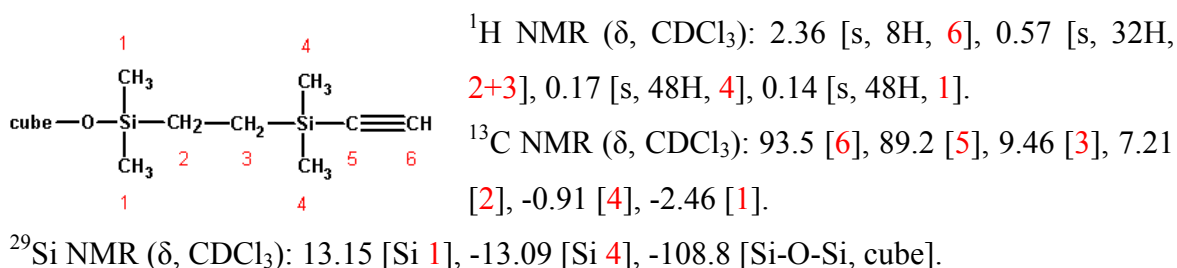 1 4
CH₃ CH₃
cube—O—Si—CH₂—CH₂—Si—C≡CH
2 3 5 6
CH₃ CH₃
1 4
¹H NMR (δ, CDCl₃): 2.36 [s, 8H, 6], 0.57 [s, 32H,
2+3], 0.17 [s, 48H, 4], 0.14 [s, 48H, 1].
¹³C NMR (δ, CDCl₃): 93.5 [6], 89.2 [5], 9.46 [3], 7.21
[2], -0.91 [4], -2.46 [1].
²⁹Si NMR (δ, CDCl₃): 13.15 [Si 1], -13.09 [Si 4], -108.8 [Si-O-Si, cube].